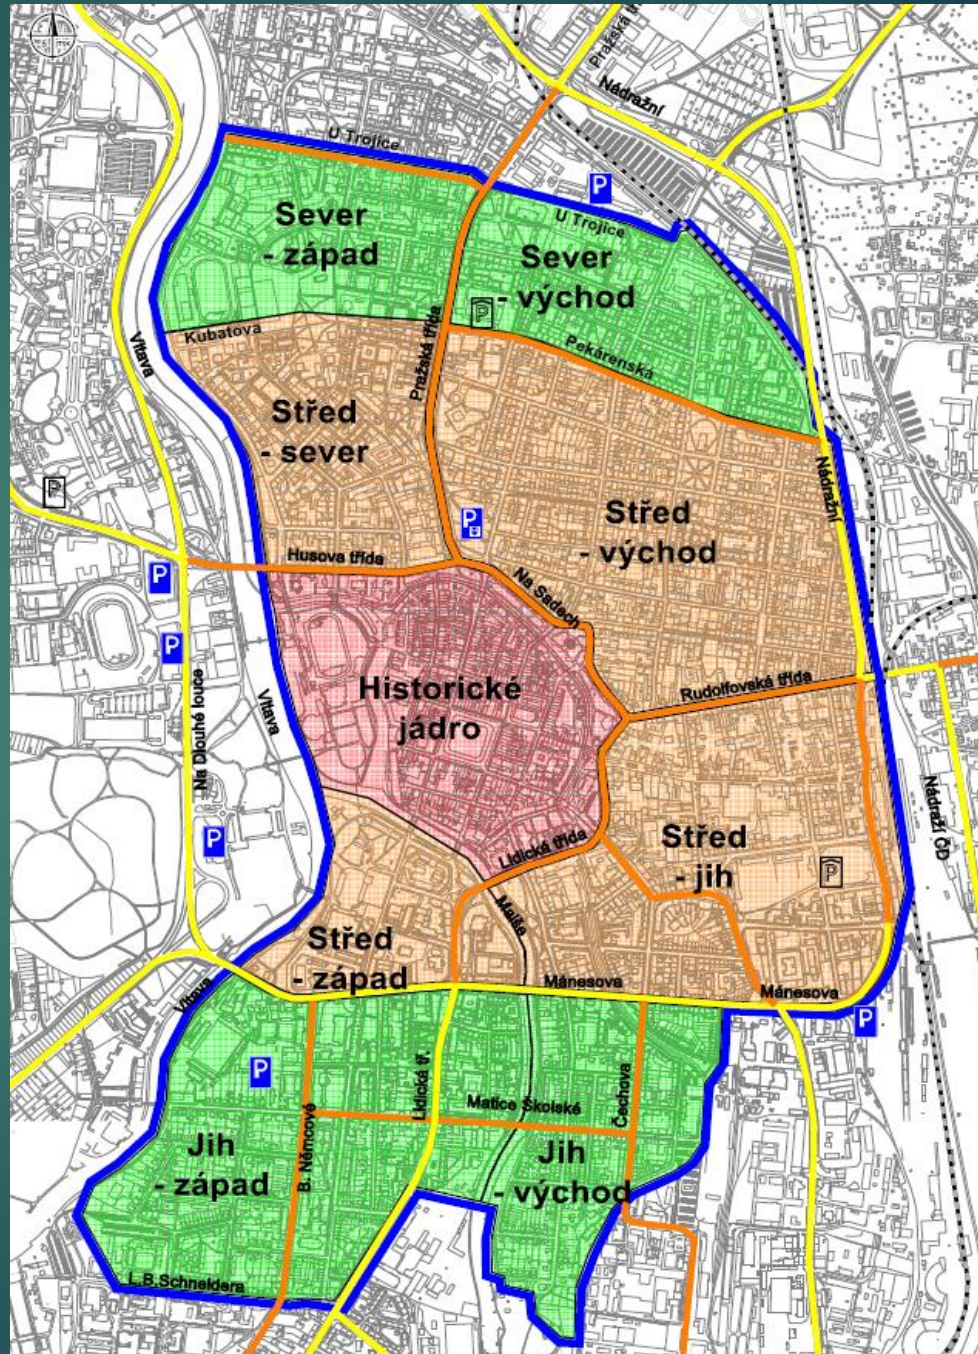 Pražská tř.
Nádražní
U Trojice
P
Sever
- západ
U Trojice
Sever
- východ
P
Kubatova
Vltava
Pražská třída
Pekárenská
Střed
- sever
Nádražní
P
P
Střed
- východ
Husova třída
P
Na Sadech
P
Na Dlouhé louce
Vltava
Historické
jádro
Rudolfovská třída
Nádraží ČD
P
Lidická třída
Střed
- jih
P
Malše
Střed
- západ
Vltava
Mánesova
Mánesova
P
P
Lidická tř.
B. Němcové
Matice Školské
Čechova
Jih
- západ
Jih
- východ
L.B.Schneidera